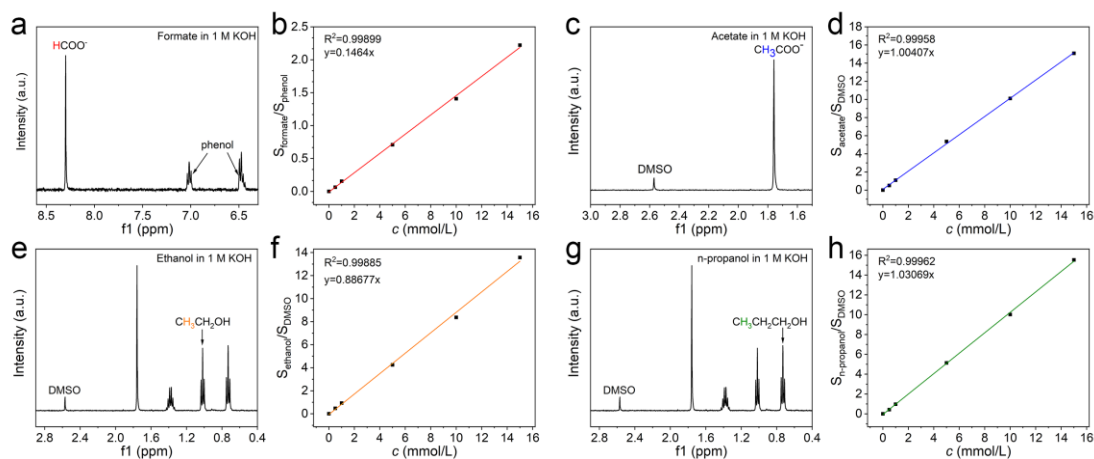 a
Formate in 1 M KOH
HCOO⁻
phenol
Intensity (a.u.)
8.5 8.0 7.5 7.0 6.5
f1 (ppm)
b
R²=0.99899
y=0.1464x
S_formate/S_phenol
2.5
2.0
1.5
1.0
0.5
0.0
0 2 4 6 8 10 12 14 16
c (mmol/L)
c
Acetate in 1 M KOH
CH₃COO⁻
DMSO
Intensity (a.u.)
3.0 2.8 2.6 2.4 2.2 2.0 1.8 1.6
f1 (ppm)
d
R²=0.99958
y=1.00407x
S_acetate/S_DMSO
18
16
14
12
10
8
6
4
2
0
0 2 4 6 8 10 12 14 16
c (mmol/L)
e
Ethanol in 1 M KOH
CH₃CH₂OH
DMSO
Intensity (a.u.)
2.8 2.4 2.0 1.6 1.2 0.8 0.4
f1 (ppm)
f
R²=0.99885
y=0.88677x
S_ethanol/S_DMSO
14
12
10
8
6
4
2
0
0 2 4 6 8 10 12 14 16
c (mmol/L)
g
n-propanol in 1 M KOH
CH₃CH₂CH₂OH
DMSO
Intensity (a.u.)
2.8 2.4 2.0 1.6 1.2 0.8 0.4
f1 (ppm)
h
R²=0.99962
y=1.03069x
S_n-propanol/S_DMSO
16
14
12
10
8
6
4
2
0
0 2 4 6 8 10 12 14 16
c (mmol/L)